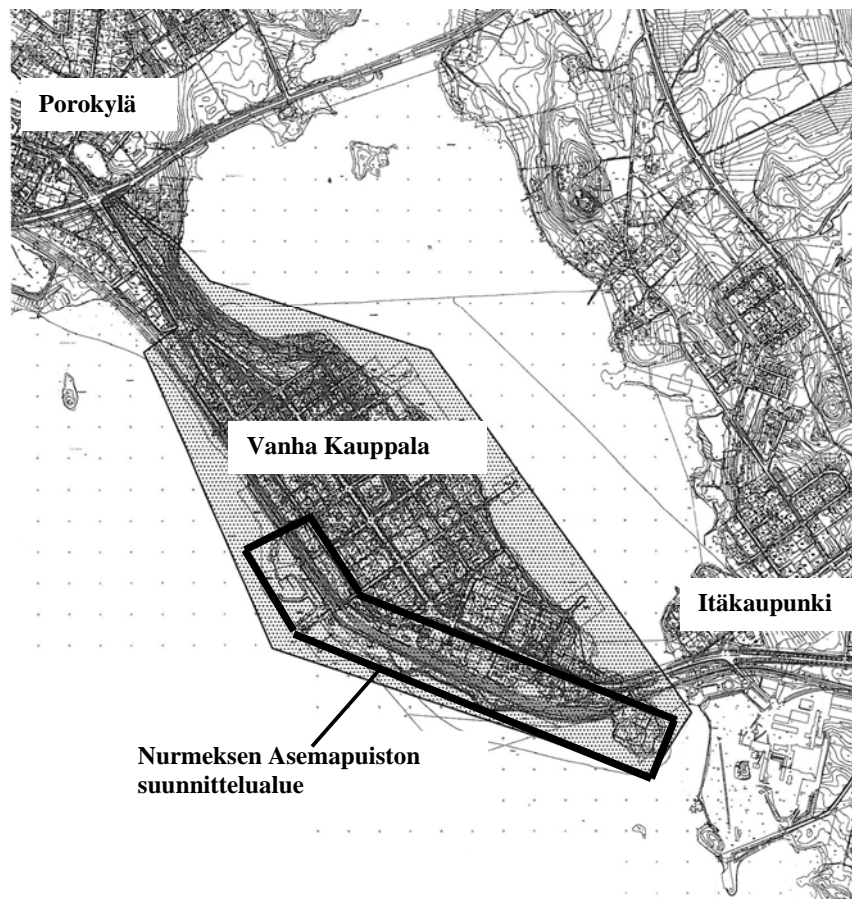 Porokylä
Vanha Kauppala
Itäkaupunki
Nurmeksen Asemapuiston
suunnittelualue